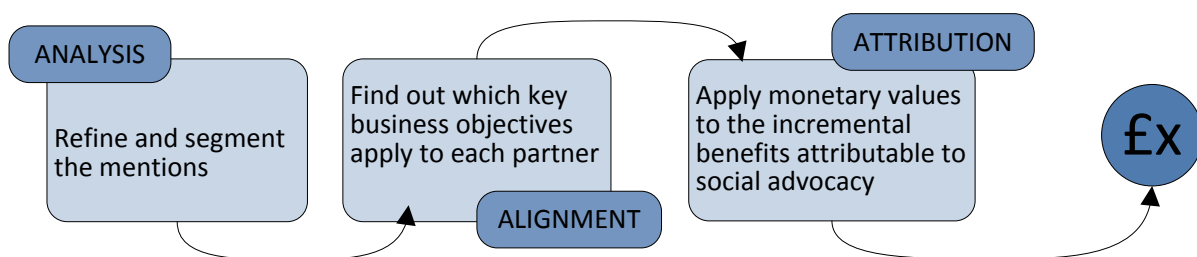 ANALYSIS
Refine and segment
the mentions
Find out which key
business objectives
apply to each partner
ALIGNMENT
ATTRIBUTION
Apply monetary values
to the incremental
benefits attributable to
social advocacy
£x